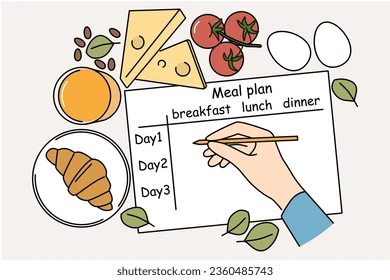 Meal plan
breakfast lunch dinner
Day1
Day2
Day3
shutterstock.com · 2360485743